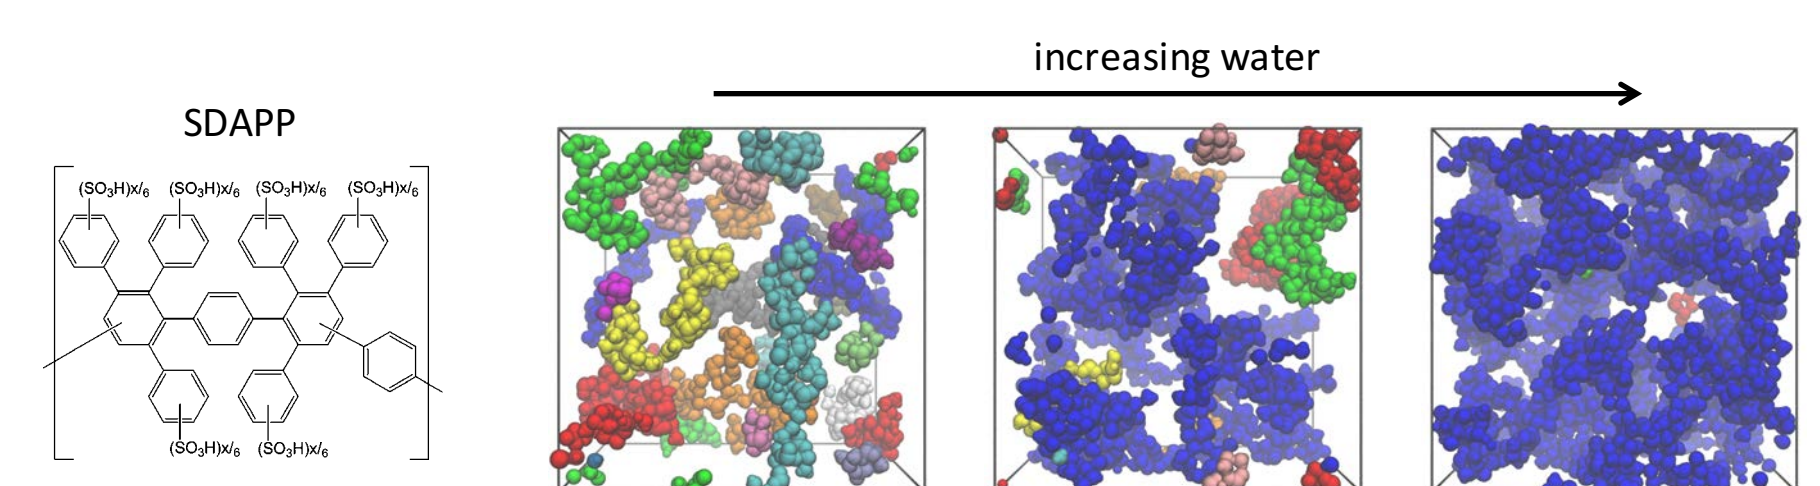 increasing water
SDAPP
(SO₃H)x/₆ (SO₃H)x/₆ (SO₃H)x/₆ (SO₃H)x/₆
(SO₃H)x/₆ (SO₃H)x/₆